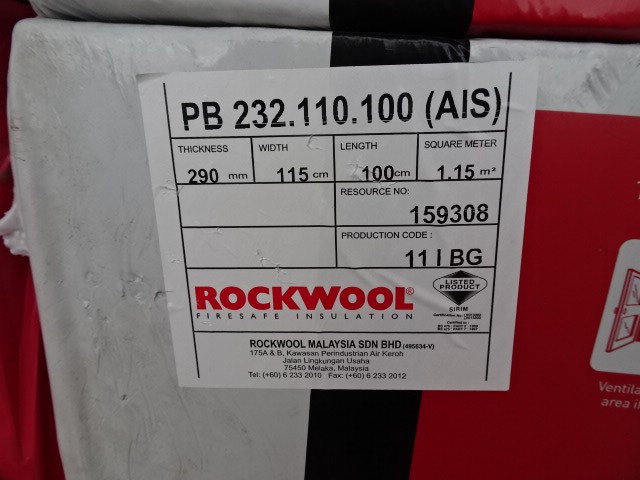 PB 232.110.100 (AIS)
THICKNESS WIDTH LENGTH SQUARE METER
290 mm 115 cm 100cm 1.15 m²
RESOURCE NO:
159308
PRODUCTION CODE :
11 I BG
ROCKWOOL®
FIRESAFE INSULATION
LISTED
PRODUCT
SIRIM
ROCKWOOL MALAYSIA SDN BHD (495634-V)
175A & B, Kawasan Perindustrian Air Keroh
Jalan Lingkungan Usaha
75450 Melaka, Malaysia
Tel: (+60) 6 233 2010 Fax: (+60) 6 233 2012
area i